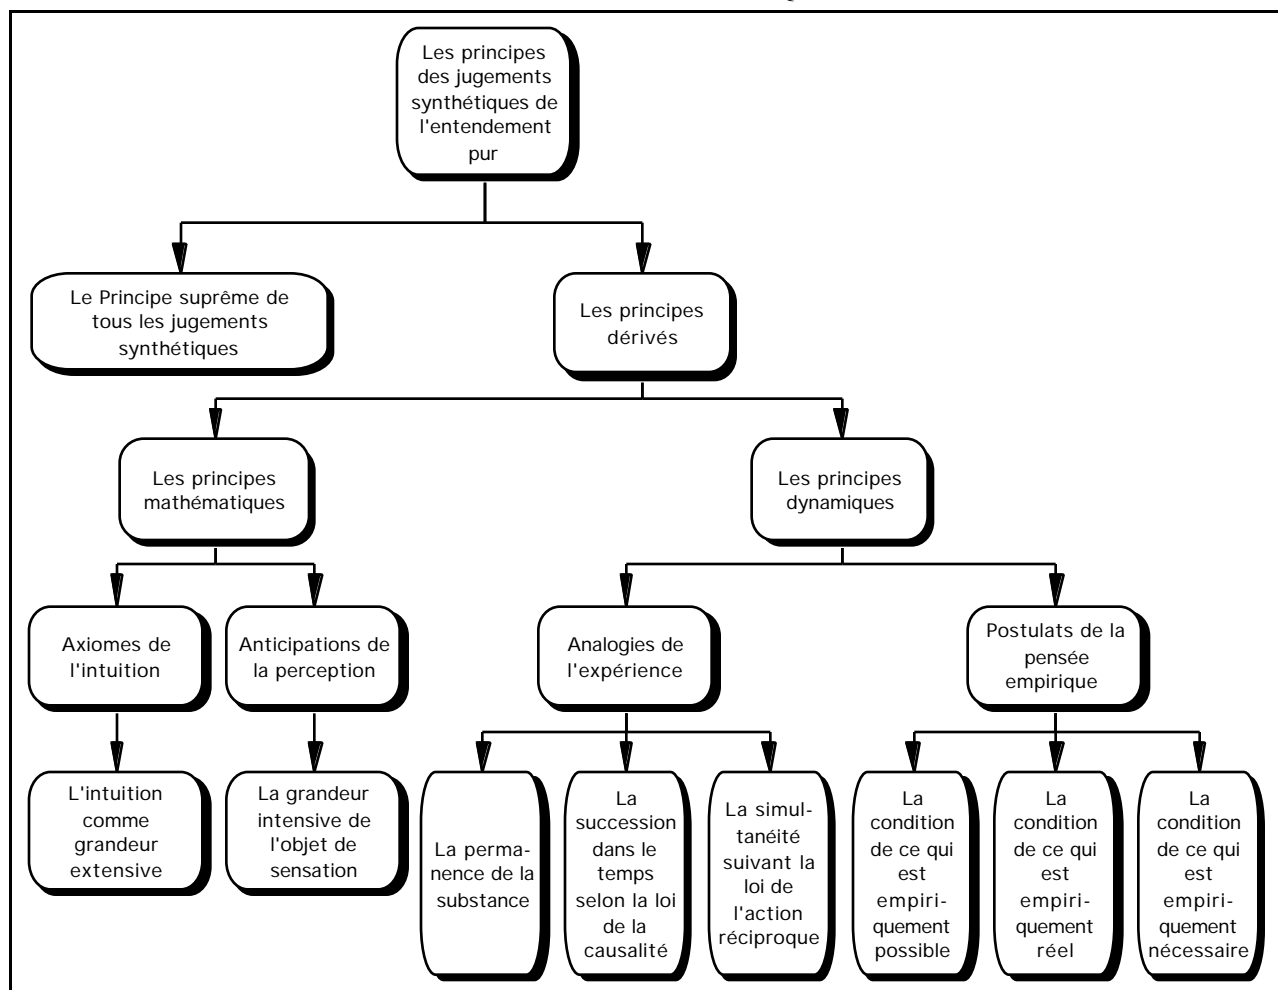 Les principes
des jugements
synthétiques de
l'entendement
pur
Le Principe suprême de
tous les jugements
synthétiques
Les principes
dérivés
Les principes
mathématiques
Les principes
dynamiques
Axiomes de
l'intuition
Anticipations de
la perception
Analogies de
l'expérience
Postulats de la
pensée
empirique
L'intuition
comme
grandeur
extensive
La grandeur
intensive de
l'objet de
sensation
La perma-
nence de la
substance
La
succession
dans le
temps
selon la loi
de la
causalité
La simul-
tanéité
suivant la
loi de
l'action
réciproque
La
condition
de ce qui
est
empiri-
quement
possible
La
condition
de ce qui
est
empiri-
quement
réel
La
condition
de ce qui
est
empiri-
quement
nécessaire